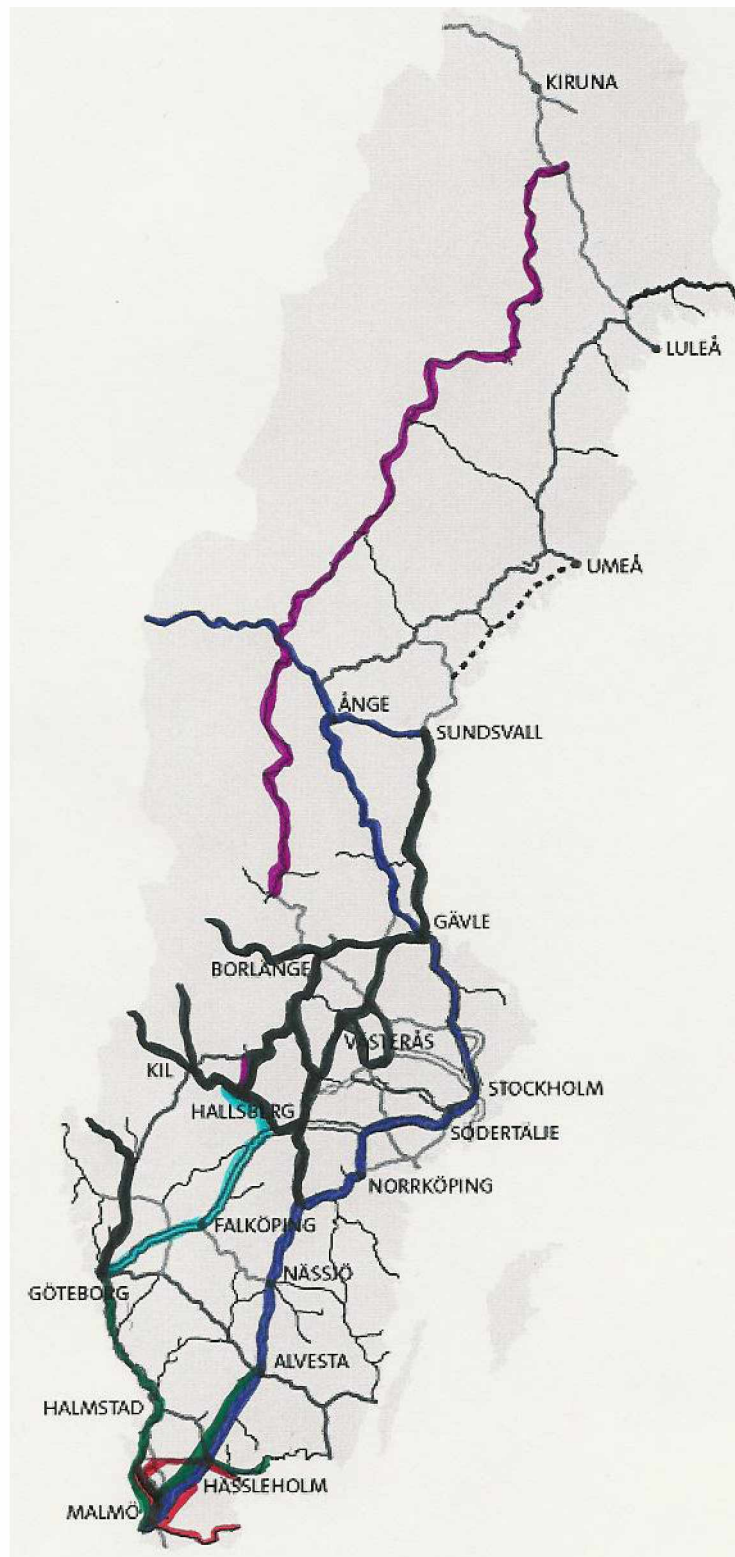 KIRUNA
LULEÅ
UMEÅ
ÅNGE
SUNDSVALL
GÄVLE
BORLÄNGE
VÄSTERÅS
KIL
STOCKHOLM
HALLSBERG
SÖDERTÄLJE
NORRKÖPING
FALKÖPING
NÄSSJÖ
GÖTEBORG
ALVESTA
HALMSTAD
HÄSSLEHOLM
MALMÖ